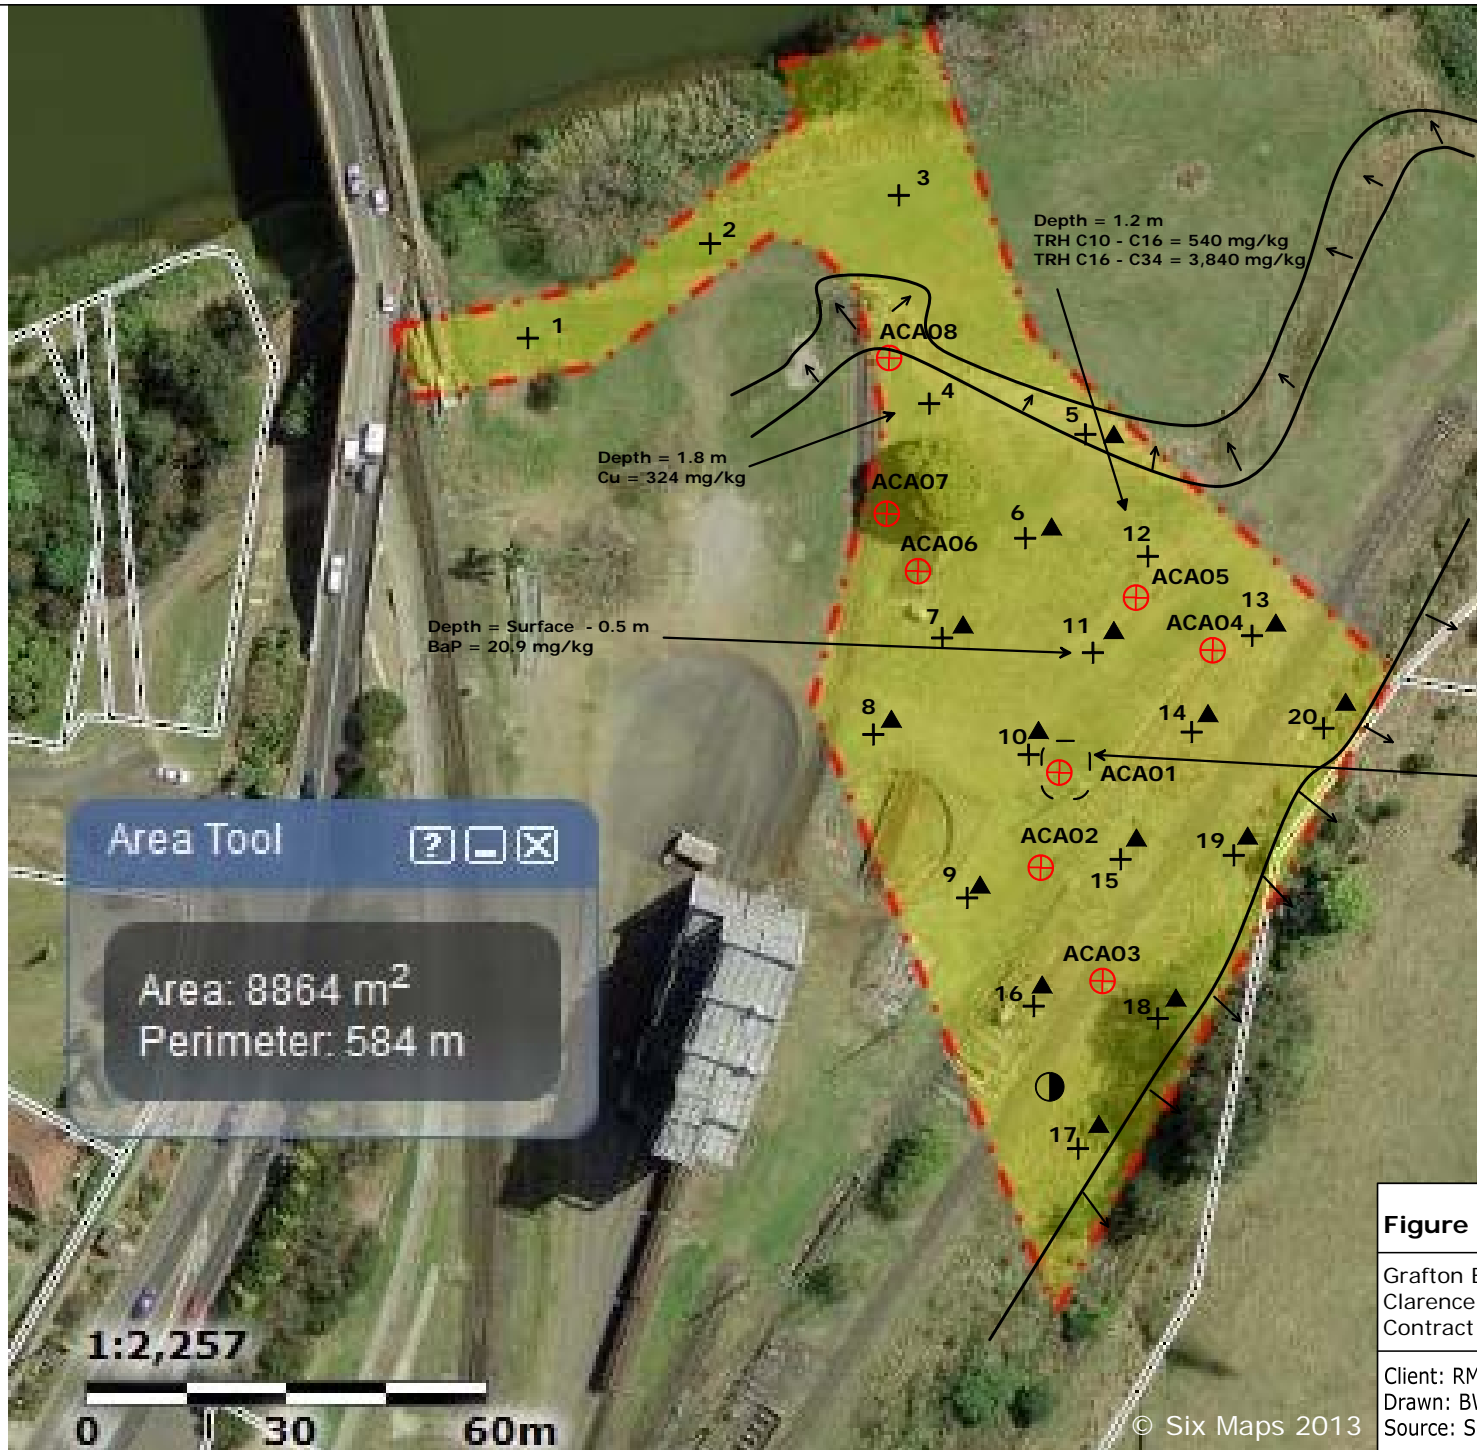 3
2
1
Depth = 1.2 m
TRH C10 - C16 = 540 mg/kg
TRH C16 - C34 = 3,840 mg/kg
ACA08
4
5
Depth = 1.8 m
Cu = 324 mg/kg
ACA07
6
12
ACA06
ACA05
13
7
11
ACA04
Depth = Surface - 0.5 m
BaP = 20.9 mg/kg
8
14
20
10
ACA01
Area Tool
?
ACA02
15
19
9
ACA03
16
18
Area: 8864 m²
Perimeter: 584 m
17
Figure
Grafton B
Clarence
Contract
Client: RM
Drawn: BW
Source: S
1:2,257
0 30 60m
© Six Maps 2013